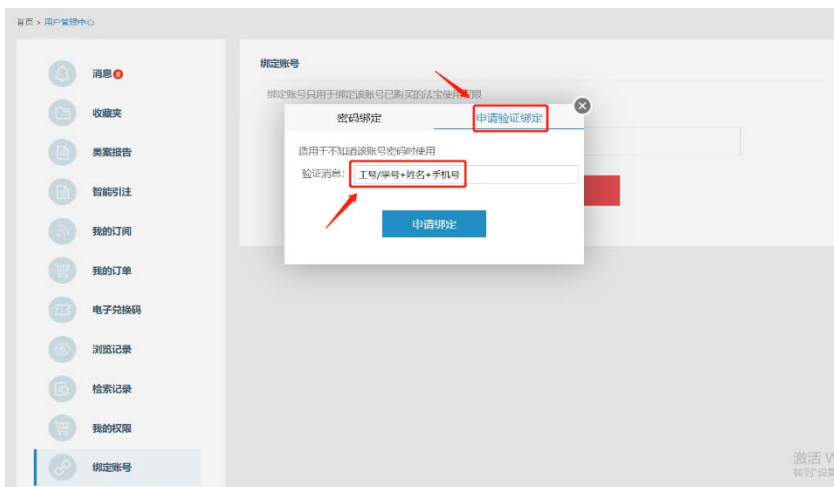 首页 > 用户管理中心
消息 8
收藏夹
类案报告
智能引注
我的订阅
我的订单
电子兑换码
浏览记录
检索记录
我的权限
绑定账号
绑定账号
绑定账号只用于绑定该账号已购买的法宝使用权限
密码绑定
申请验证绑定
适用于不知道该账号密码时使用
验证消息: 工号/学号+姓名+手机号
申请绑定
激活 W
转到"设置